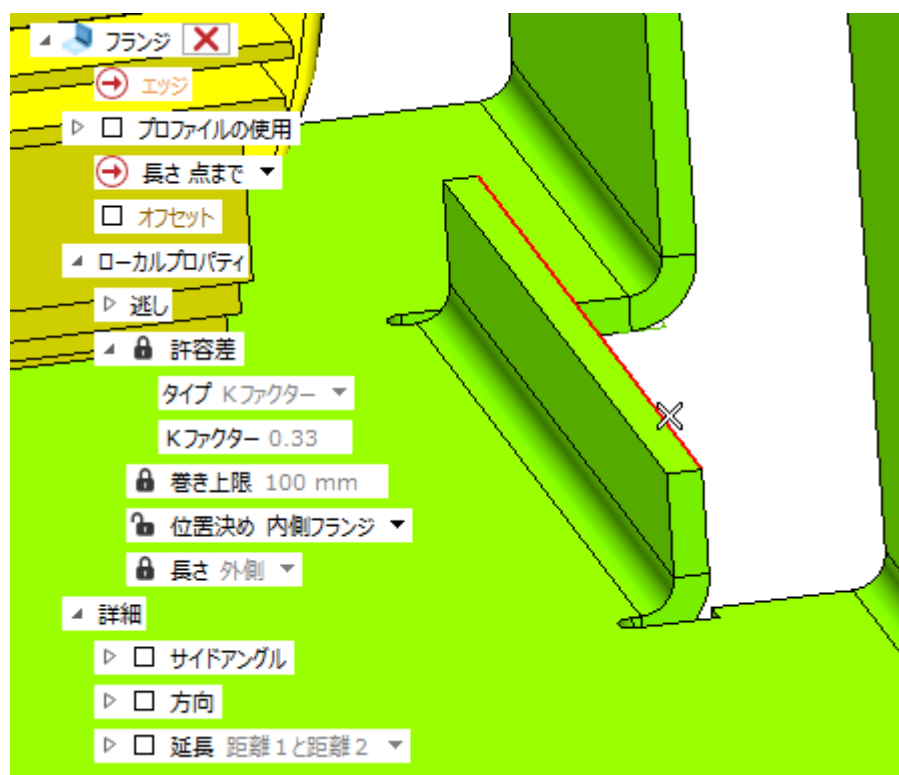 フランジ
エッジ
プロファイルの使用
長さ 点まで
オフセット
ローカルプロパティ
逃し
許容差
タイプ Kファクター
Kファクター 0.33
巻き上限 100 mm
位置決め 内側フランジ
長さ 外側
詳細
サイドアングル
方向
延長 距離1と距離2